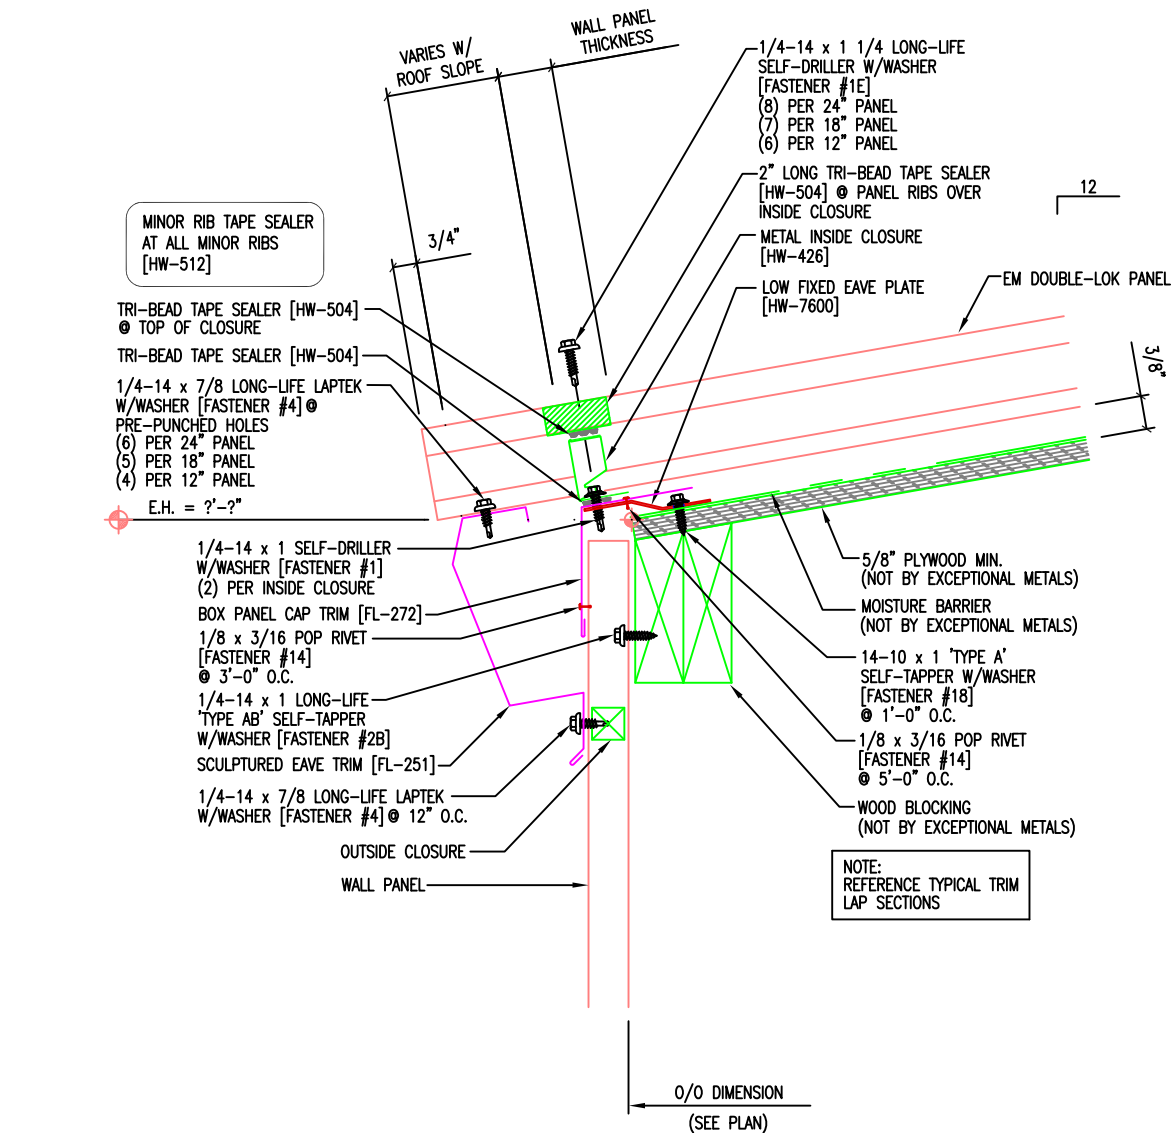 VARIES W/
ROOF SLOPE
WALL PANEL
THICKNESS
1/4-14 x 1 1/4 LONG-LIFE
SELF-DRILLER W/WASHER
[FASTENER #1E]
(8) PER 24" PANEL
(7) PER 18" PANEL
(6) PER 12" PANEL
2" LONG TRI-BEAD TAPE SEALER
[HW-504] @ PANEL RIBS OVER
INSIDE CLOSURE
METAL INSIDE CLOSURE
[HW-426]
LOW FIXED EAVE PLATE
[HW-7600]
12
EM DOUBLE-LOK PANEL
3/8"
MINOR RIB TAPE SEALER
AT ALL MINOR RIBS
[HW-512]
3/4"
TRI-BEAD TAPE SEALER [HW-504]
@ TOP OF CLOSURE
TRI-BEAD TAPE SEALER [HW-504]
1/4-14 x 7/8 LONG-LIFE LAPTEK
W/WASHER [FASTENER #4] @
PRE-PUNCHED HOLES
(6) PER 24" PANEL
(5) PER 18" PANEL
(4) PER 12" PANEL
E.H. = ?'-?"
1/4-14 x 1 SELF-DRILLER
W/WASHER [FASTENER #1]
(2) PER INSIDE CLOSURE
BOX PANEL CAP TRIM [FL-272]
1/8 x 3/16 POP RIVET
[FASTENER #14]
@ 3'-0" O.C.
1/4-14 x 1 LONG-LIFE
'TYPE AB' SELF-TAPPER
W/WASHER [FASTENER #2B]
SCULPTURED EAVE TRIM [FL-251]
1/4-14 x 7/8 LONG-LIFE LAPTEK
W/WASHER [FASTENER #4] @ 12" O.C.
OUTSIDE CLOSURE
WALL PANEL
5/8" PLYWOOD MIN.
(NOT BY EXCEPTIONAL METALS)
MOISTURE BARRIER
(NOT BY EXCEPTIONAL METALS)
14-10 x 1 'TYPE A'
SELF-TAPPER W/WASHER
[FASTENER #18]
@ 1'-0" O.C.
1/8 x 3/16 POP RIVET
[FASTENER #14]
@ 5'-0" O.C.
WOOD BLOCKING
(NOT BY EXCEPTIONAL METALS)
NOTE:
REFERENCE TYPICAL TRIM
LAP SECTIONS
O/O DIMENSION
(SEE PLAN)